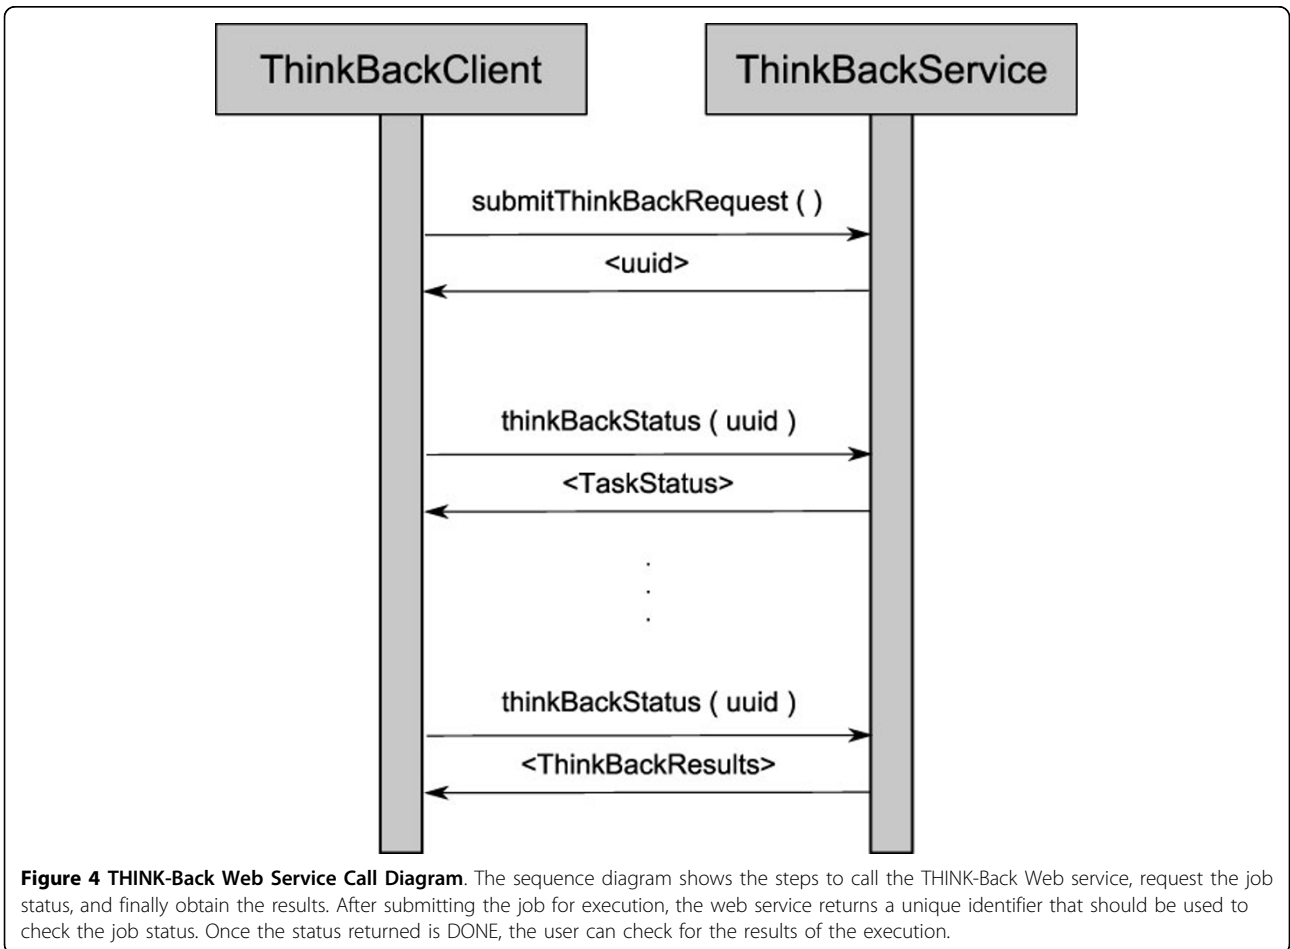 ThinkBackClient
ThinkBackService
submitThinkBackRequest ( )
<uuid>
thinkBackStatus ( uuid )
<TaskStatus>
.
.
.
thinkBackStatus ( uuid )
<ThinkBackResults>
Figure 4 THINK-Back Web Service Call Diagram. The sequence diagram shows the steps to call the THINK-Back Web service, request the job
status, and finally obtain the results. After submitting the job for execution, the web service returns a unique identifier that should be used to
check the job status. Once the status returned is DONE, the user can check for the results of the execution.